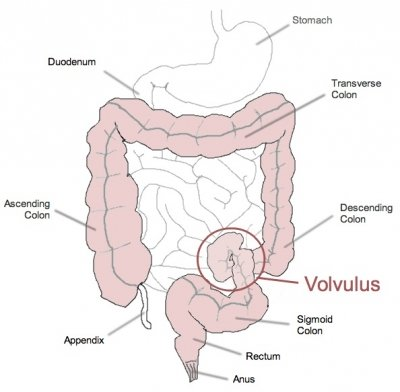 Stomach
Duodenum
Transverse
Colon
Ascending
Colon
Descending
Colon
Volvulus
Sigmoid
Colon
Appendix
Rectum
Anus